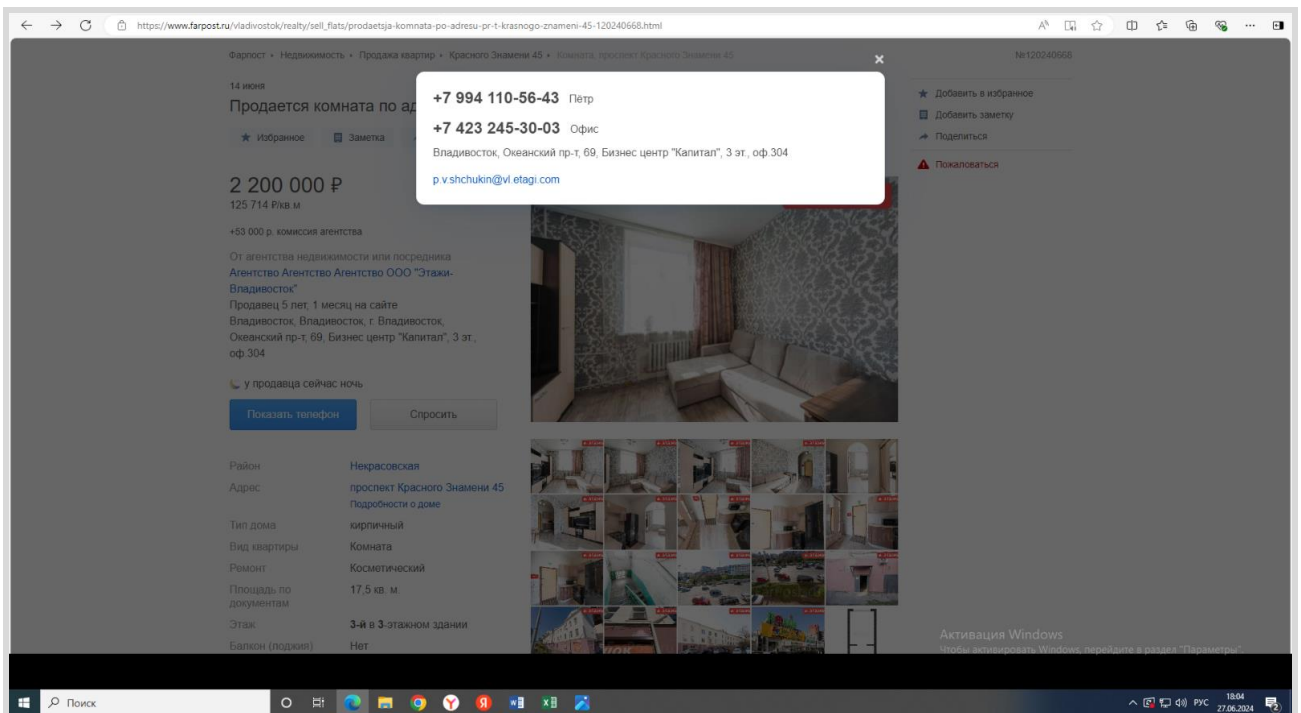 https://www.farpost.ru/vladivostok/realty/sell_flats/prodaetsja-komnata-po-adresu-pr-t-krasnogo-znameni-45-120240668.html
Фарпост • Недвижимость • Продажа квартир • Красного Знамени 45 • Комната, проспект Красного Знамени 45
№120240668
14 июня
Продается комната по ад
Избранное Заметка
+7 994 110-56-43 Пётр
+7 423 245-30-03 Офис
Владивосток, Океанский пр-т, 69, Бизнес центр "Капитал", 3 эт., оф.304
p.v.shchukin@vl.etagi.com
Добавить в избранное
Добавить заметку
Поделиться
Пожаловаться
2 200 000 ₽
125 714 ₽/кв.м
+53 000 р. комиссия агентства
От агентства недвижимости или посредника
Агентство Агентство Агентство ООО "Этажи-
Владивосток"
Продавец 5 лет, 1 месяц на сайте
Владивосток, Владивосток, г. Владивосток,
Океанский пр-т, 69, Бизнес центр "Капитал", 3 эт.,
оф.304
у продавца сейчас ночь
Показать телефон Спросить
Район Некрасовская
Адрес проспект Красного Знамени 45
Подробности о доме
Тип дома кирпичный
Вид квартиры Комната
Ремонт Косметический
Площадь по 17,5 кв. м.
документам
Этаж 3-й в 3-этажном здании
Балкон (лоджия) Нет
Активация Windows
Чтобы активировать Windows, перейдите в раздел "Параметры".
Поиск
РУС
18:04
27.06.2024